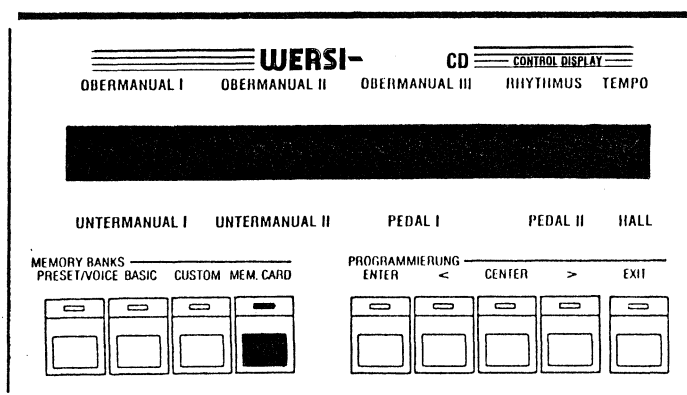 WERSI- CD CONTROL DISPLAY
OBERMANUAL I OBERMANUAL II OBERMANUAL III RHYTHMUS TEMPO
UNTERMANUAL I UNTERMANUAL II PEDAL I PEDAL II HALL
MEMORY BANKS PROGRAMMIERUNG
PRESET/VOICE BASIC CUSTOM MEM. CARD ENTER < CENTER > EXIT